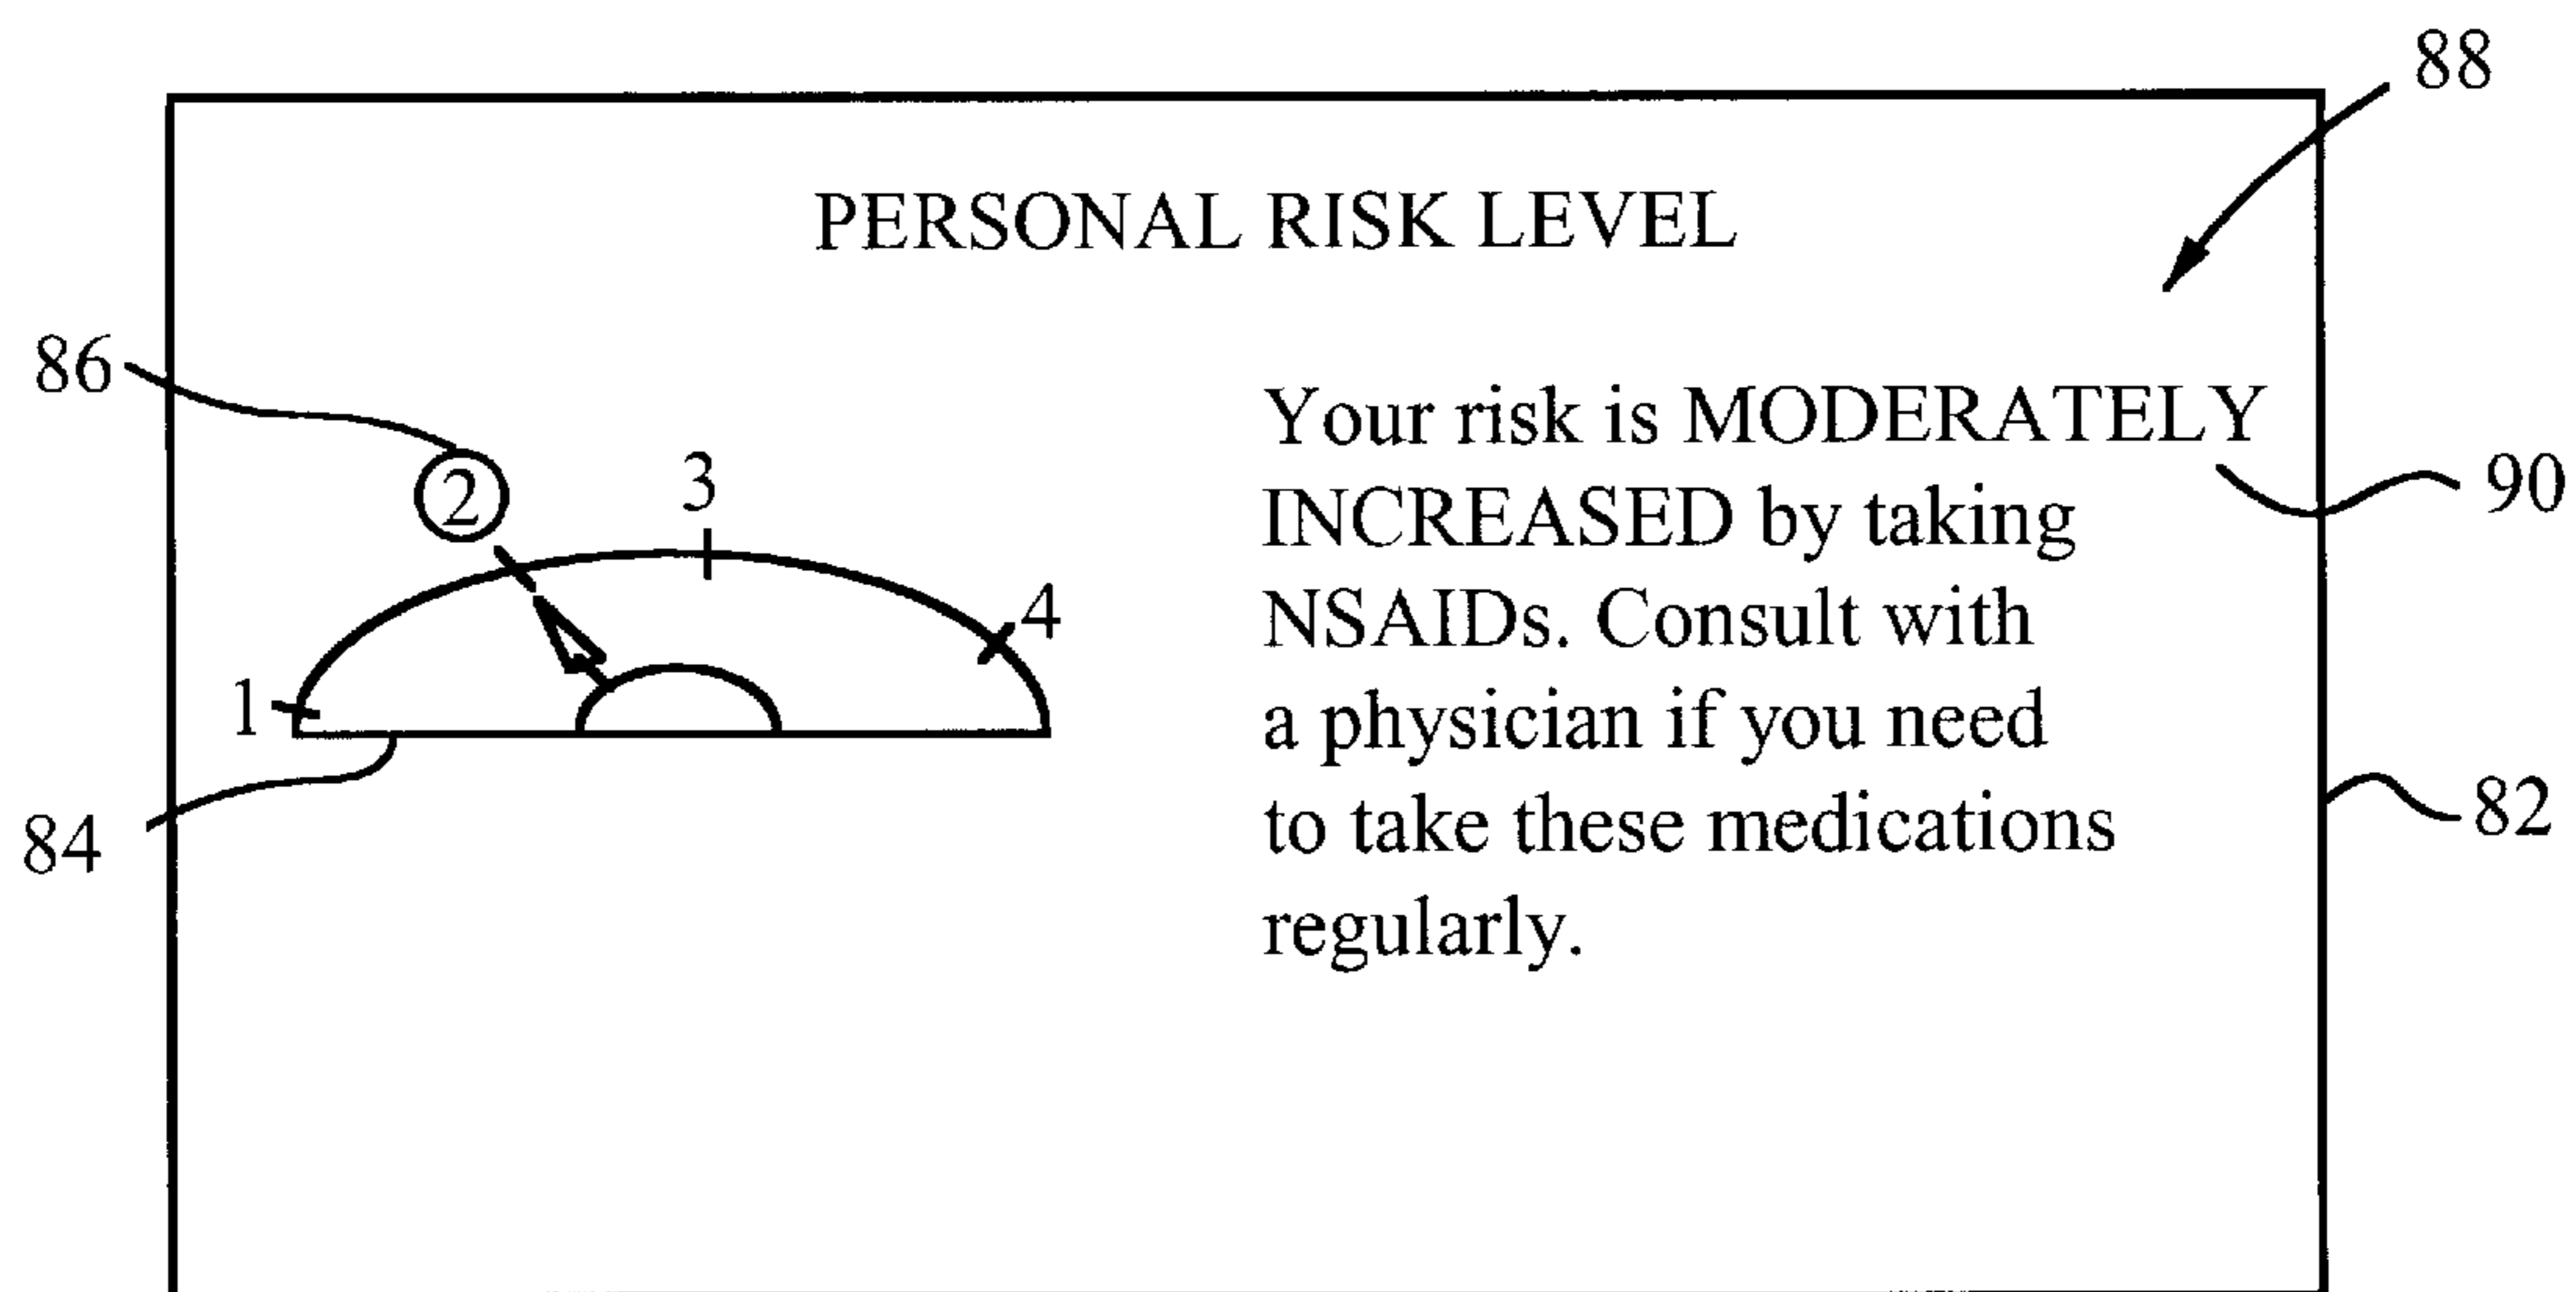 88
PERSONAL RISK LEVEL
86
2
3
4
1
84
Your risk is MODERATELY
INCREASED by taking
NSAIDs. Consult with
a physician if you need
to take these medications
regularly.
90
82